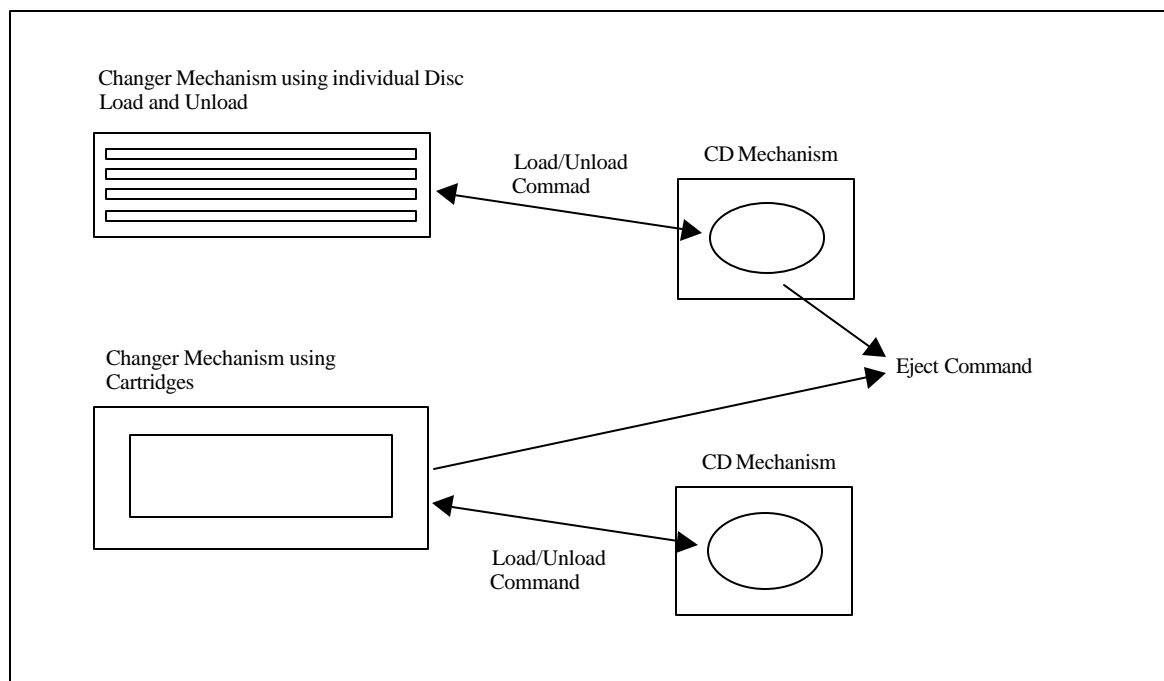 Changer Mechanism using individual Disc
Load and Unload
CD Mechanism
Load/Unload
Commad
Changer Mechanism using
Cartridges
Eject Command
CD Mechanism
Load/Unload
Command